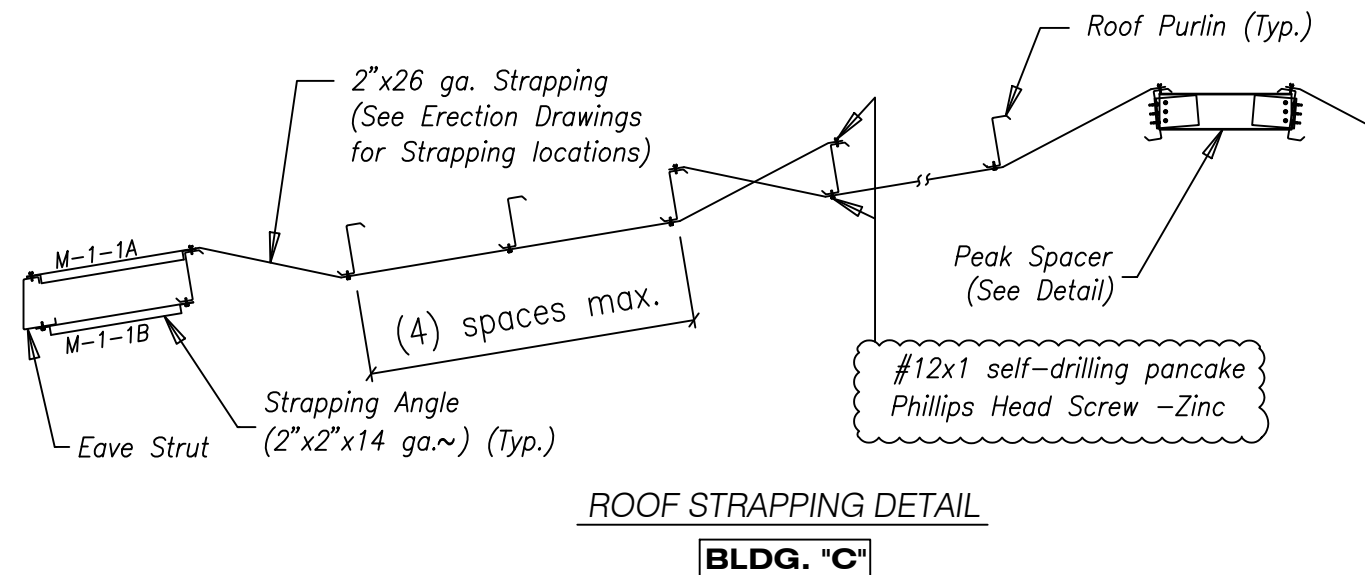 Roof Purlin (Typ.)
2"x26 ga. Strapping
(See Erection Drawings
for Strapping locations)
M-1-1A
M-1-1B
(4) spaces max.
Peak Spacer
(See Detail)
Strapping Angle
(2"x2"x14 ga.~) (Typ.)
Eave Strut
#12x1 self-drilling pancake
Phillips Head Screw -Zinc
ROOF STRAPPING DETAIL
BLDG. "C"